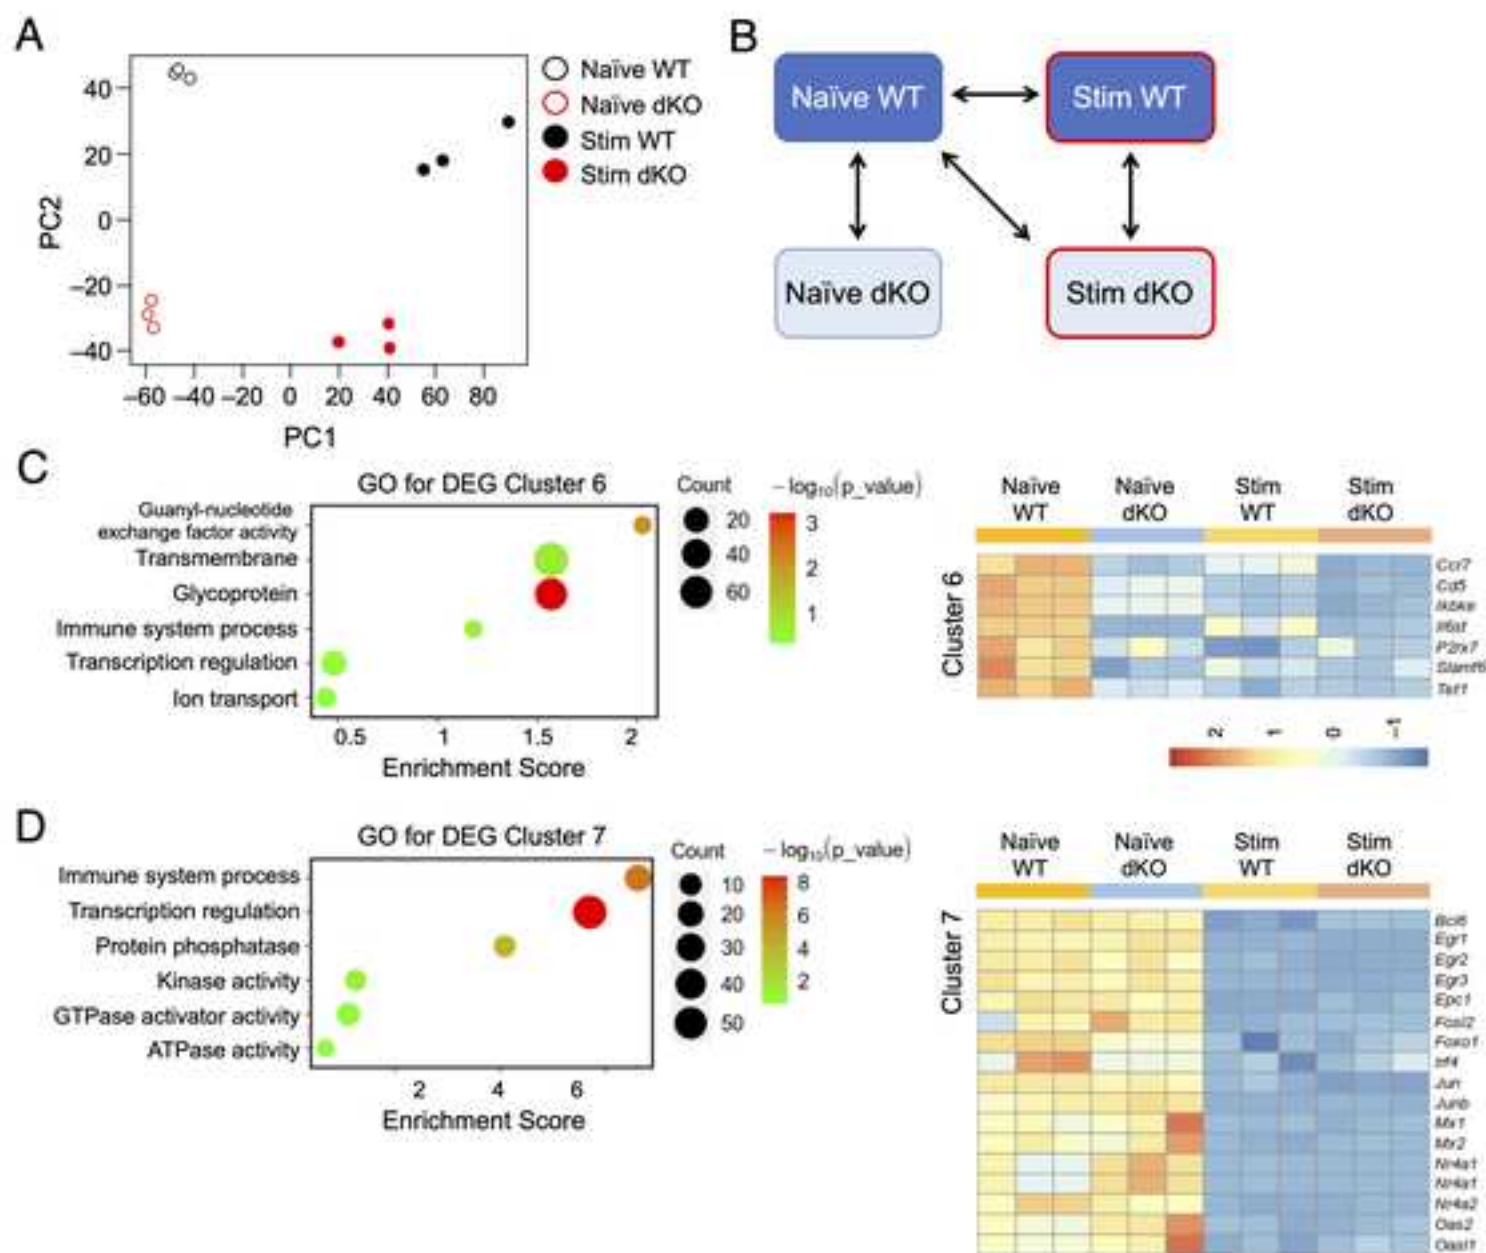 A
40
20
0
−20
−40
PC2
−60
−40
−20
0
20
40
60
80
PC1
Naïve WT
Naïve dKO
Stim WT
Stim dKO
B
Naïve WT
Stim WT
Naïve dKO
Stim dKO
C
GO for DEG Cluster 6
Guanyl-nucleotide
exchange factor activity
Transmembrane
Glycoprotein
Immune system process
Transcription regulation
Ion transport
0.5
1
1.5
2
Enrichment Score
Count
20
40
60
−log₁₀(p_value)
3
2
1
Naïve
WT
Naïve
dKO
Stim
WT
Stim
dKO
Cluster 6
Ccr7
Cd5
Ikbke
Il6st
P2rx7
Slamf6
2
1
0
−1
D
GO for DEG Cluster 7
Immune system process
Transcription regulation
Protein phosphatase
Kinase activity
GTPase activator activity
ATPase activity
2
4
6
Enrichment Score
Count
10
20
30
40
50
−log₁₀(p_value)
8
6
4
2
Naïve
WT
Naïve
dKO
Stim
WT
Stim
dKO
Cluster 7
Bcl6
Egr1
Egr2
Egr3
Epc1
Fosl2
Foxo1
Irf4
Jun
Junb
Mx1
Mx2
Nr4a1
Nr4a1
Nr4a2
Oas2
Oasl1